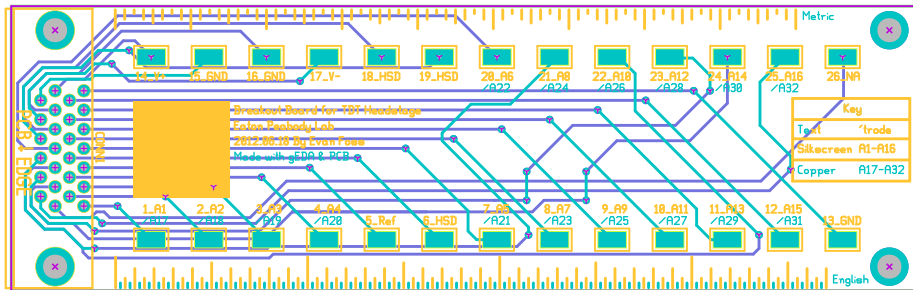 Metric
14_V+ 15_GND 16_GND 17_V- 18_HSD 19_HSD 20_A6 21_A8 22_A10 23_A12 24_A14 25_A16 26_NA
/A22 /A24 /A26 /A28 /A30 /A32
PCB EDGE
CONN1
Breakout Board for TDT Headstage
Eaton Peabody Lab
2012.05.18 By Evan Foss
Made with gEDA & PCB
Key
Text 'trode
Silkscreen A1-A16
Copper A17-A32
1_A1 2_A2 3_A3 4_A4 5_Ref 6_HSD 7_A5 8_A7 9_A9 10_A11 11_A13 12_A15 13_GND
/A17 /A18 /A19 /A20 /A21 /A23 /A25 /A27 /A29 /A31
English